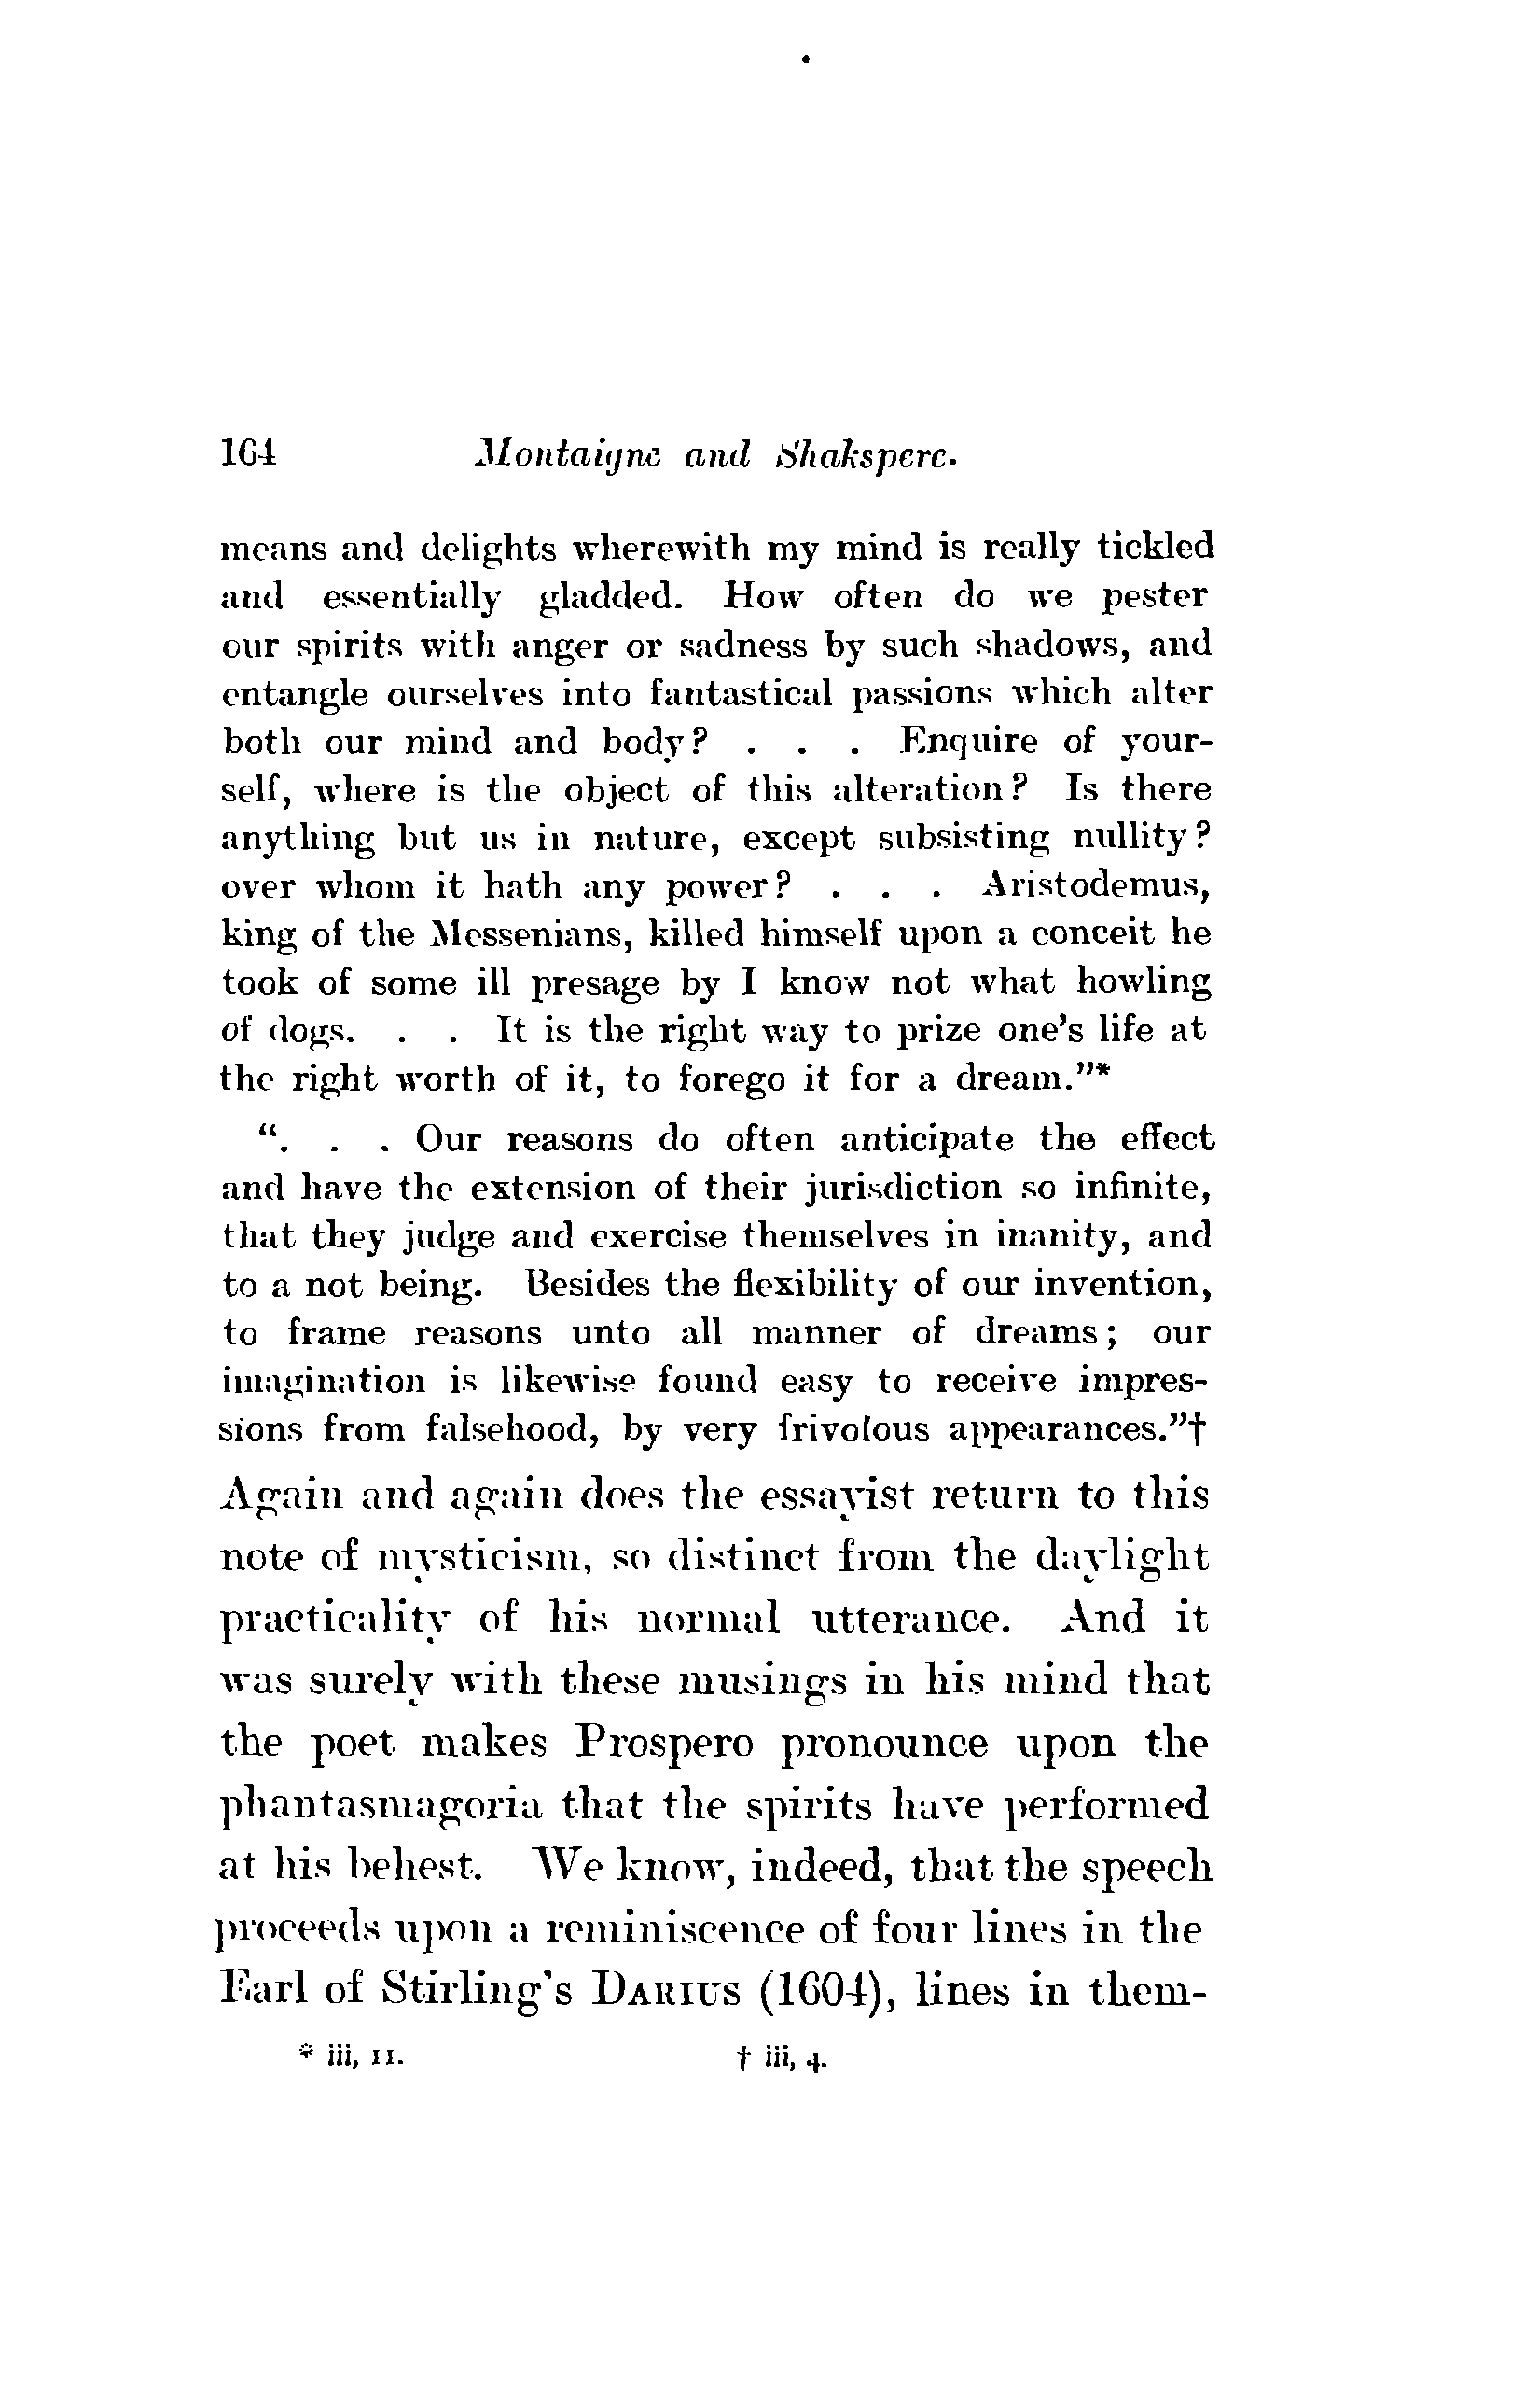 164 Montaigne and Shakspere.
means and delights wherewith my mind is really tickled
and essentially gladded. How often do we pester
our spirits with anger or sadness by such shadows, and
entangle ourselves into fantastical passions which alter
both our mind and body? . . . Enquire of your-
self, where is the object of this alteration? Is there
anything but us in nature, except subsisting nullity?
over whom it hath any power? . . . Aristodemus,
king of the Messenians, killed himself upon a conceit he
took of some ill presage by I know not what howling
of dogs. . . It is the right way to prize one's life at
the right worth of it, to forego it for a dream."*
". . . Our reasons do often anticipate the effect
and have the extension of their jurisdiction so infinite,
that they judge and exercise themselves in inanity, and
to a not being. Besides the flexibility of our invention,
to frame reasons unto all manner of dreams; our
imagination is likewise found easy to receive impres-
sions from falsehood, by very frivolous appearances."†
Again and again does the essayist return to this
note of mysticism, so distinct from the daylight
practicality of his normal utterance. And it
was surely with these musings in his mind that
the poet makes Prospero pronounce upon the
phantasmagoria that the spirits have performed
at his behest. We know, indeed, that the speech
proceeds upon a reminiscence of four lines in the
Earl of Stirling's DARIUS (1604), lines in them-
* iii, 11. † iii, 4.